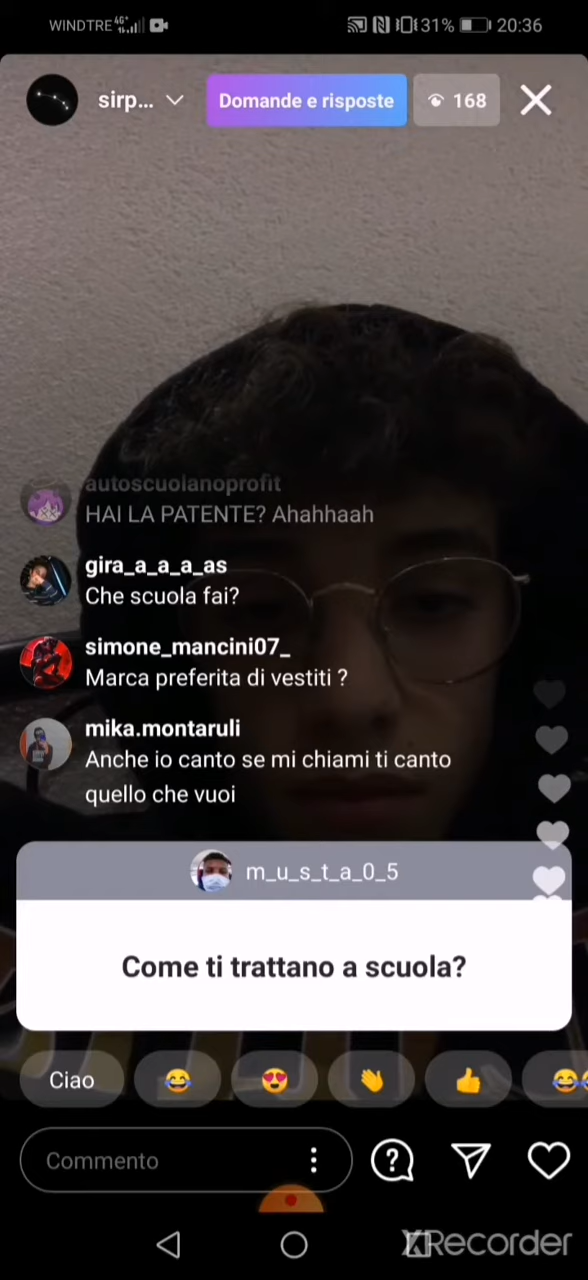 WINDTRE 4G+ 31% 20:36
sirp... Domande e risposte 168
autoscuolanoprofit
HAI LA PATENTE? Ahahhaah
gira_a_a_a_as
Che scuola fai?
simone_mancini07_
Marca preferita di vestiti ?
mika.montaruli
Anche io canto se mi chiami ti canto
quello che vuoi
m_u_s_t_a_0_5
Come ti trattano a scuola?
Ciao
Commento
XRecorder